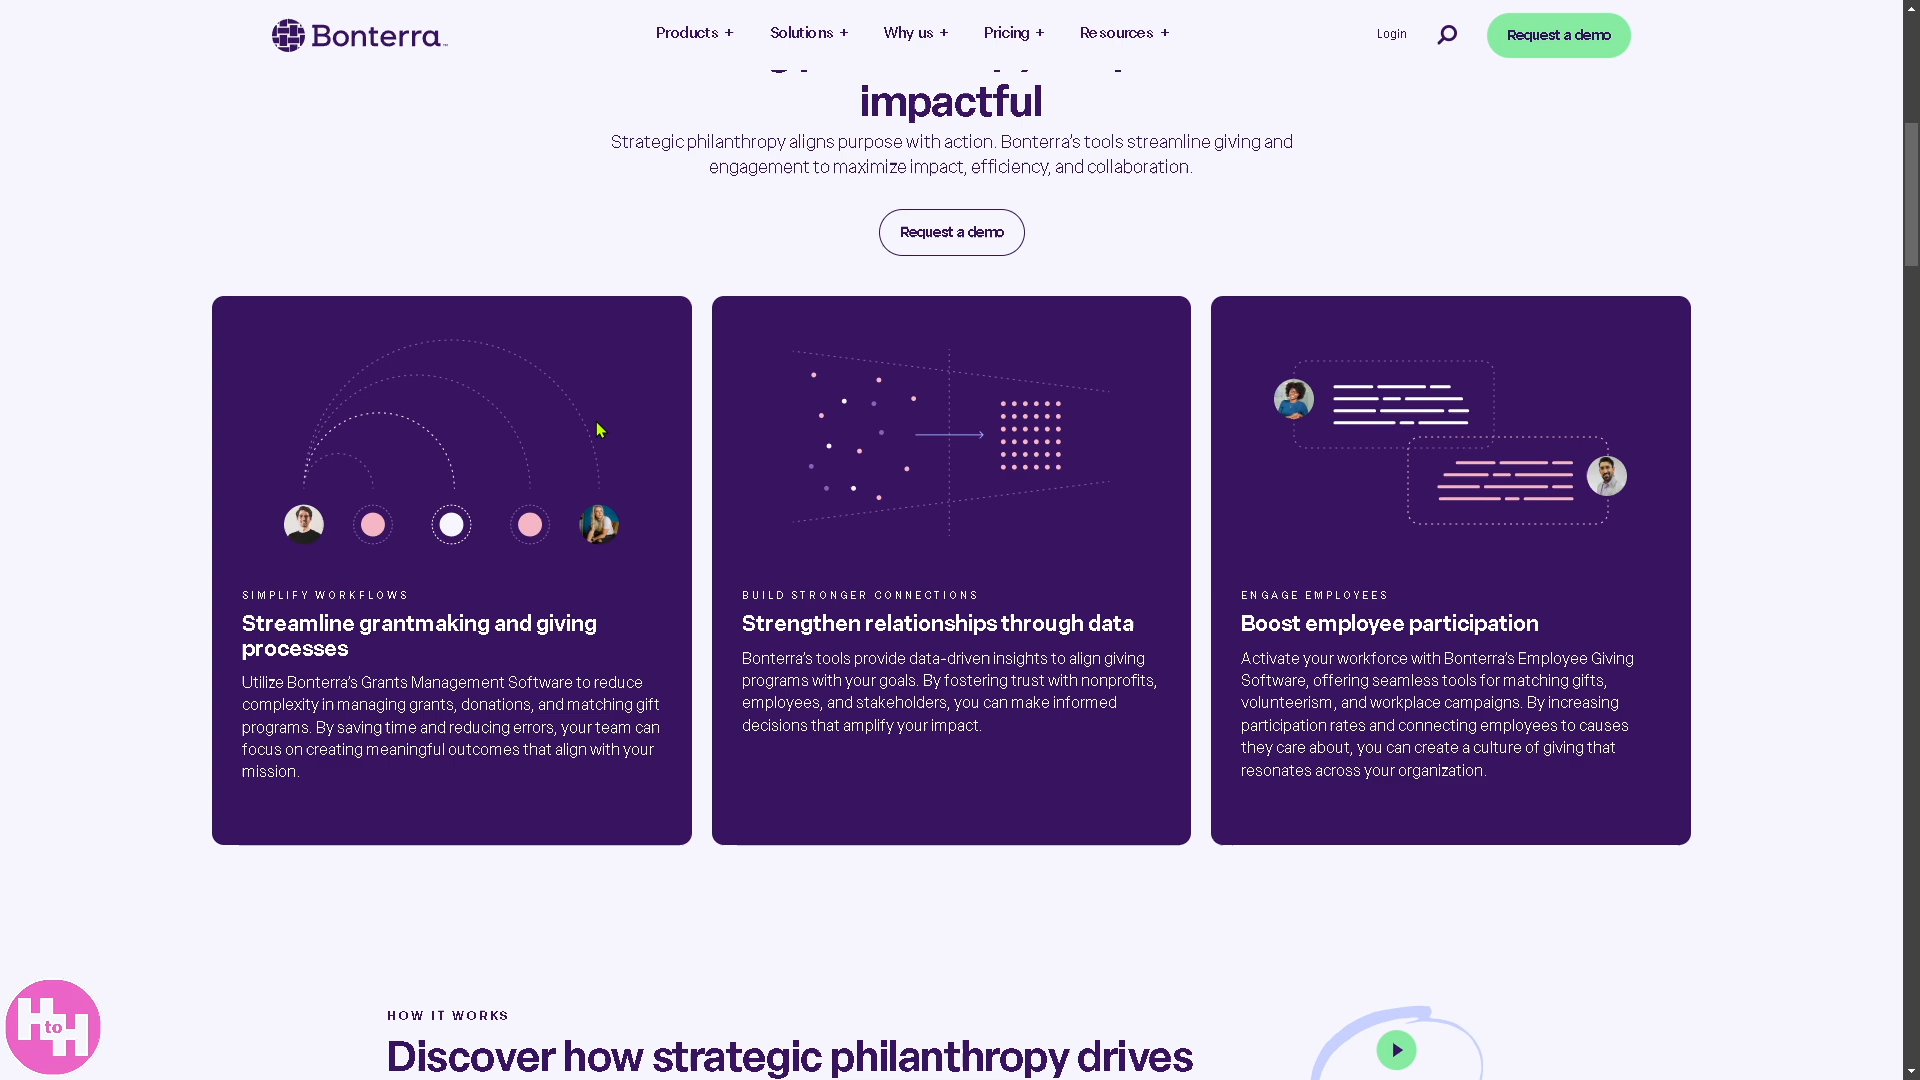 Bonterra
Products +
Solutions +
Why us +
Pricing +
Resources +
Login
Request a demo
impactful
Strategic philanthropy aligns purpose with action. Bonterra's tools streamline giving and
engagement to maximize impact, efficiency, and collaboration.
Request a demo
SIMPLIFY WORKFLOWS
Streamline grantmaking and giving
processes
Utilize Bonterra's Grants Management Software to reduce
complexity in managing grants, donations, and matching gift
programs. By saving time and reducing errors, your team can
focus on creating meaningful outcomes that align with your
mission.
BUILD STRONGER CONNECTIONS
Strengthen relationships through data
Bonterra's tools provide data-driven insights to align giving
programs with your goals. By fostering trust with nonprofits,
employees, and stakeholders, you can make informed
decisions that amplify your impact.
ENGAGE EMPLOYEES
Boost employee participation
Activate your workforce with Bonterra's Employee Giving
Software, offering seamless tools for matching gifts,
volunteerism, and workplace campaigns. By increasing
participation rates and connecting employees to causes
they care about, you can create a culture of giving that
resonates across your organization.
HOW IT WORKS
Discover how strategic philanthropy drives
H to H